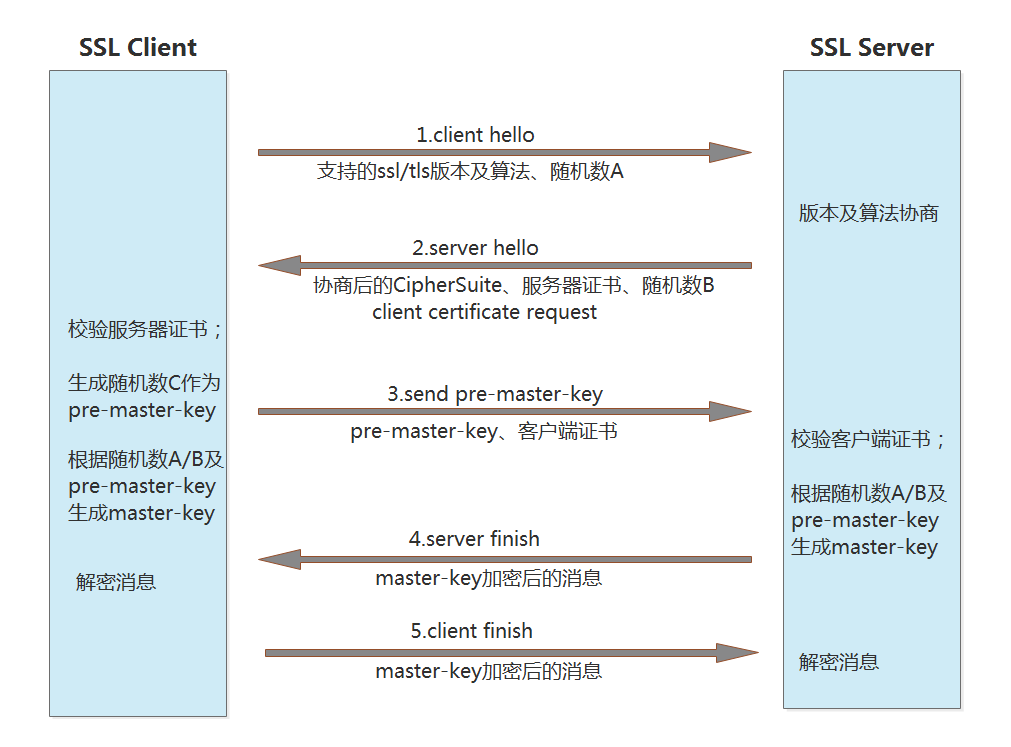 SSL Client
SSL Server
1.client hello
支持的ssl/tls版本及算法、随机数A
版本及算法协商
2.server hello
协商后的CipherSuite、服务器证书、随机数B
client certificate request
校验服务器证书；
生成随机数C作为
pre-master-key
根据随机数A/B及
pre-master-key
生成master-key
3.send pre-master-key
pre-master-key、客户端证书
校验客户端证书；
根据随机数A/B及
pre-master-key
生成master-key
4.server finish
master-key加密后的消息
解密消息
5.client finish
master-key加密后的消息
解密消息